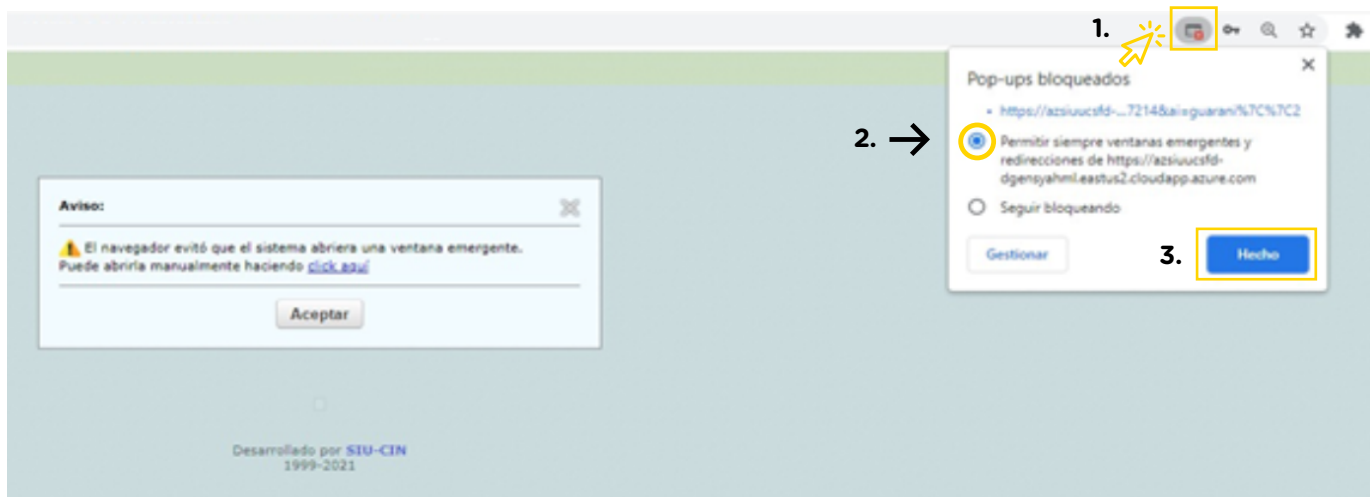 1.
Pop-ups bloqueados
https://azsiuucsfd-...7214&ai=guarani%7C%7C2
2.
Permitir siempre ventanas emergentes y
redirecciones de https://azsiuucsfd-
dgensyahml.eastus2.cloudapp.azure.com
Seguir bloqueando
Gestionar
3.
Hecho
Aviso:
El navegador evitó que el sistema abriera una ventana emergente.
Puede abrirla manualmente haciendo click aquí
Aceptar
Desarrollado por SIU-CIN
1999-2021